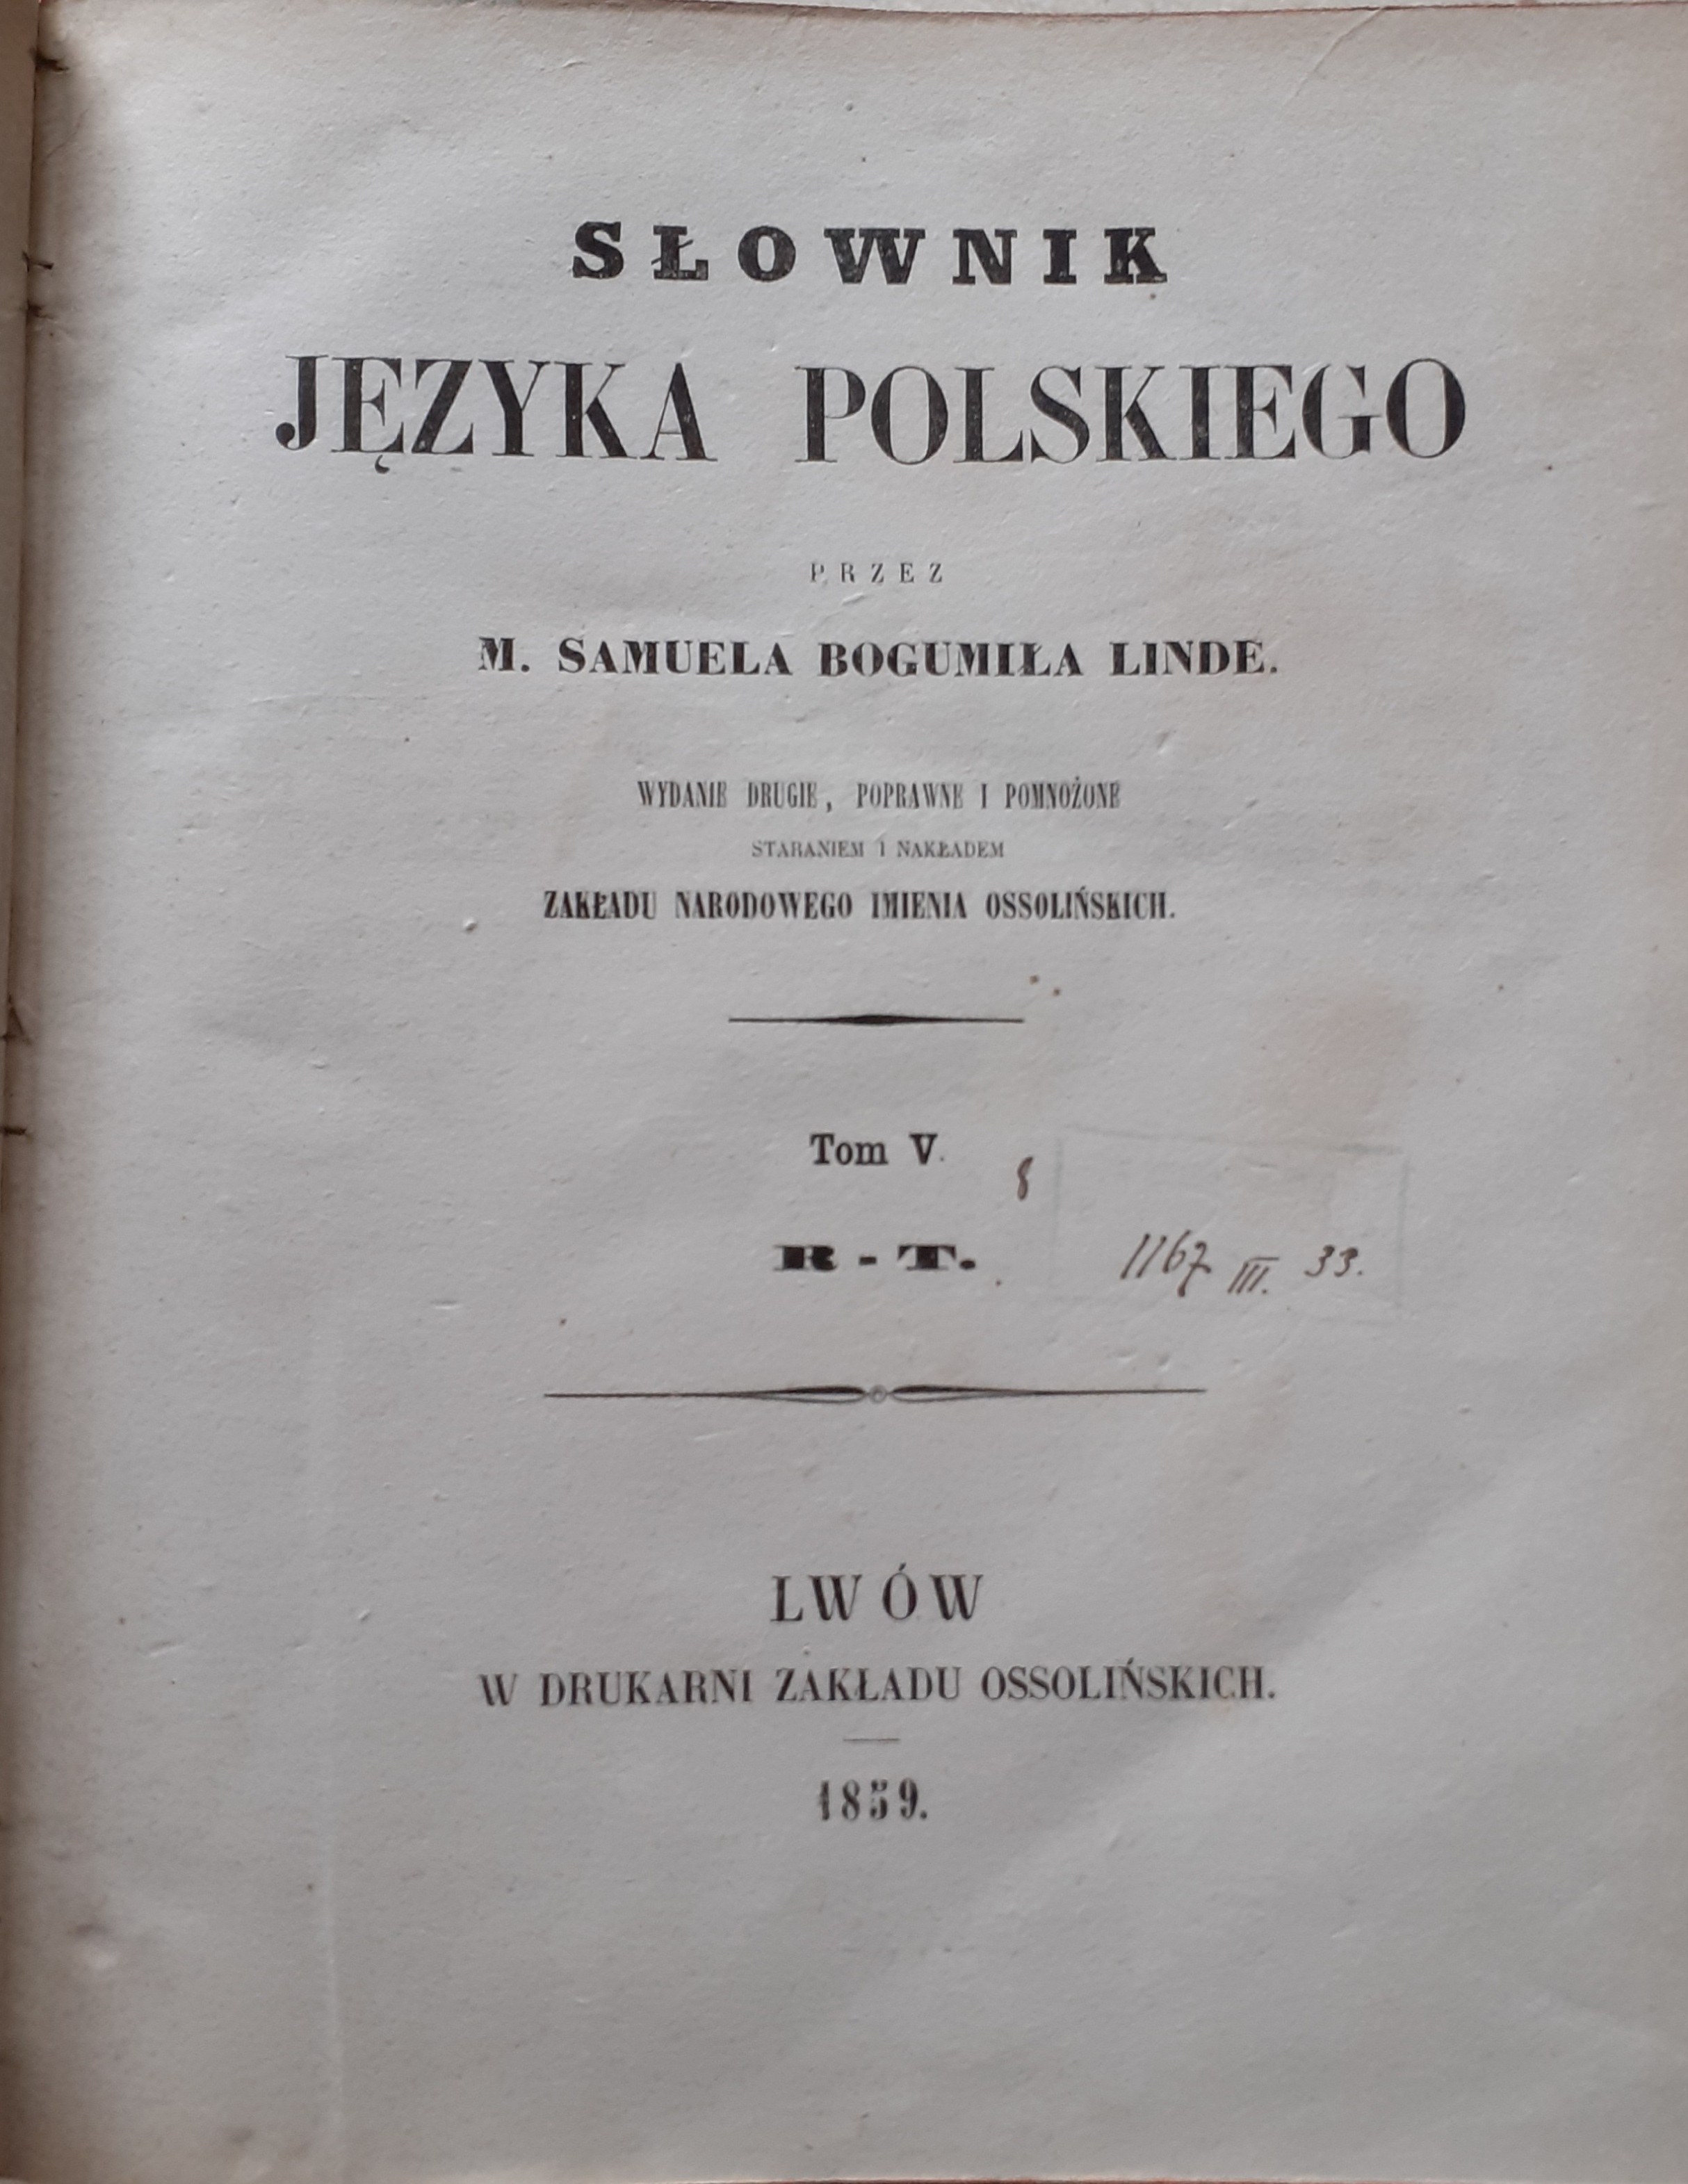 SŁOWNIK
JĘZYKA POLSKIEGO
PRZEZ
M. SAMUELA BOGUMIŁA LINDE.
WYDANIE DRUGIE, POPRAWNE I POMNOŻONE
STARANIEM I NAKŁADEM
ZAKŁADU NARODOWEGO IMIENIA OSSOLIŃSKICH.
Tom V.
8
R - T.
1167 III. 33.
LWÓW
W DRUKARNI ZAKŁADU OSSOLIŃSKICH.
1859.